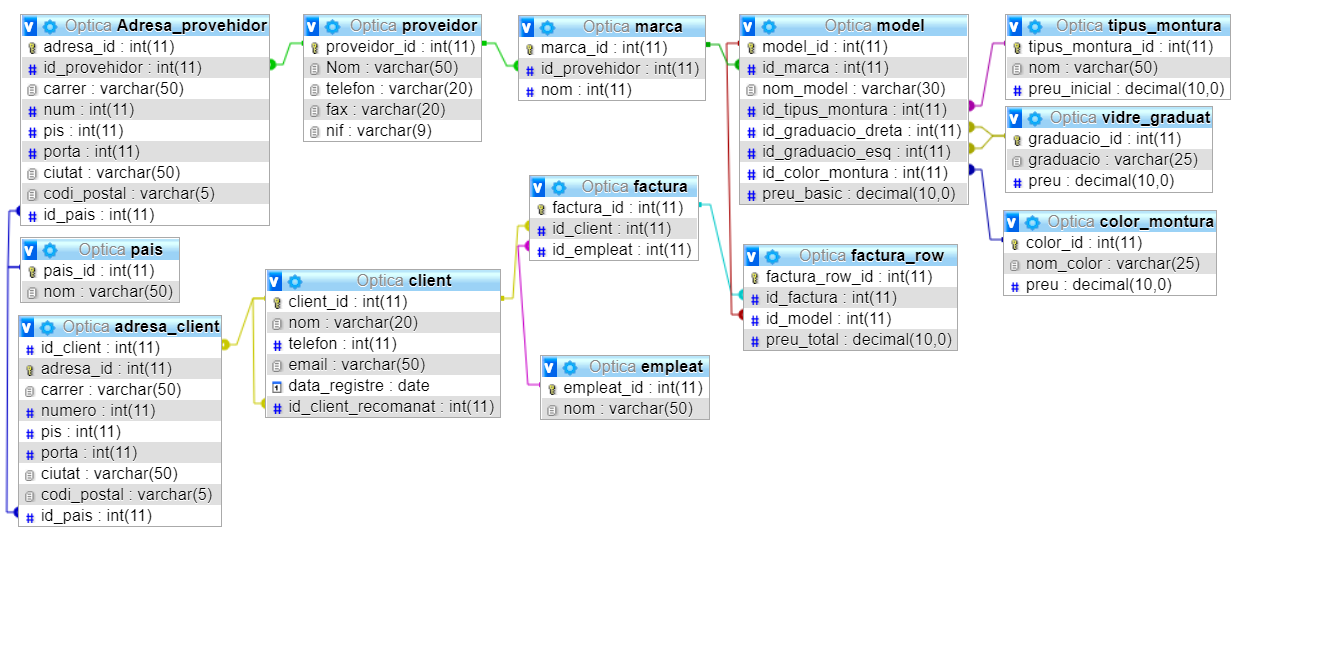 Optica Adresa_provehidor
adresa_id : int(11)
id_provehidor : int(11)
carrer : varchar(50)
num : int(11)
pis : int(11)
porta : int(11)
ciutat : varchar(50)
codi_postal : varchar(5)
id_pais : int(11)
Optica proveidor
proveidor_id : int(11)
Nom : varchar(50)
telefon : varchar(20)
fax : varchar(20)
nif : varchar(9)
Optica marca
marca_id : int(11)
id_provehidor : int(11)
nom : int(11)
Optica model
model_id : int(11)
id_marca : int(11)
nom_model : varchar(30)
id_tipus_montura : int(11)
id_graduacio_dreta : int(11)
id_graduacio_esq : int(11)
id_color_montura : int(11)
preu_basic : decimal(10,0)
Optica tipus_montura
tipus_montura_id : int(11)
nom : varchar(50)
preu_inicial : decimal(10,0)
Optica vidre_graduat
graduacio_id : int(11)
graduacio : varchar(25)
preu : decimal(10,0)
Optica color_montura
color_id : int(11)
nom_color : varchar(25)
preu : decimal(10,0)
Optica factura
factura_id : int(11)
id_client : int(11)
id_empleat : int(11)
Optica factura_row
factura_row_id : int(11)
id_factura : int(11)
id_model : int(11)
preu_total : decimal(10,0)
Optica pais
pais_id : int(11)
nom : varchar(50)
Optica client
client_id : int(11)
nom : varchar(20)
telefon : int(11)
email : varchar(50)
data_registre : date
id_client_recomanat : int(11)
Optica adresa_client
id_client : int(11)
adresa_id : int(11)
carrer : varchar(50)
numero : int(11)
pis : int(11)
porta : int(11)
ciutat : varchar(50)
codi_postal : varchar(5)
id_pais : int(11)
Optica empleat
empleat_id : int(11)
nom : varchar(50)